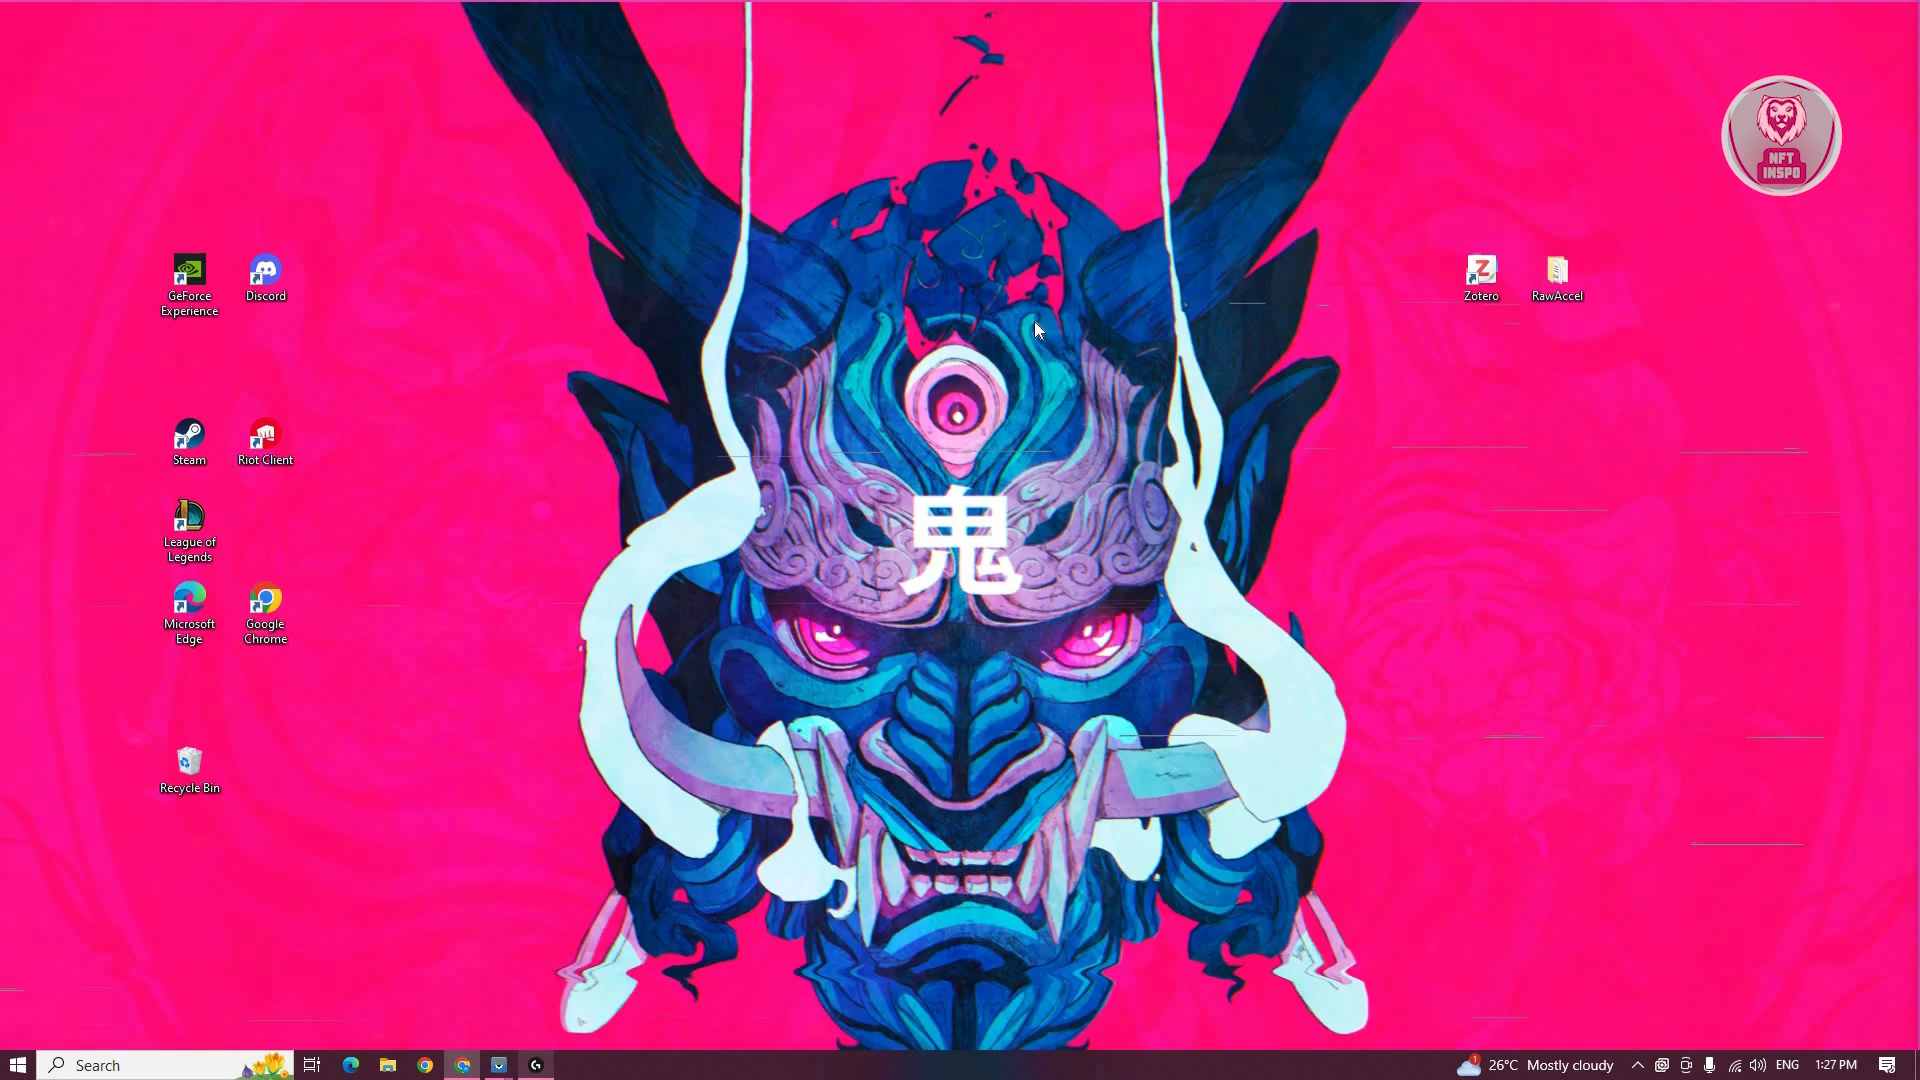 NFT
INSPO
GeForce
Experience
Discord
Zotero
RawAccel
Steam
Riot Client
鬼
League of
Legends
Microsoft
Edge
Google
Chrome
Recycle Bin
Search
1
26°C Mostly cloudy
ENG
1:27 PM